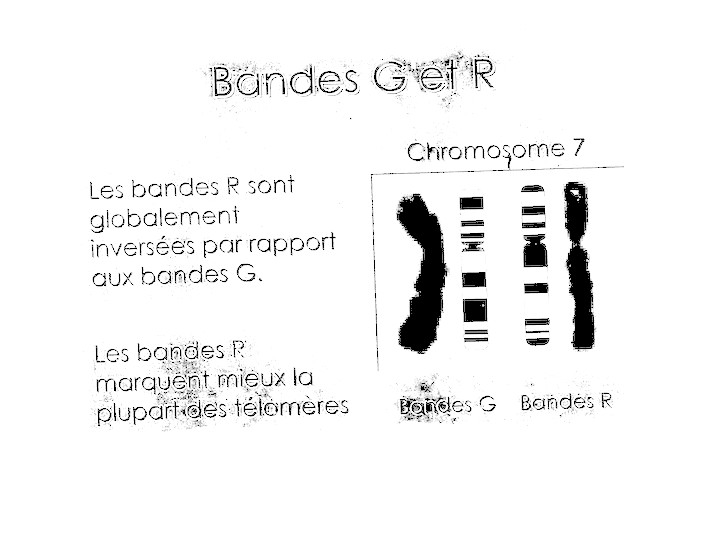 Bandes G et R
Chromosome 7
Les bandes R sont
globalement
inversées par rapport
aux bandes G.
Les bandes R
marquent mieux la
plupart des télomères
Bandes G
Bandes R